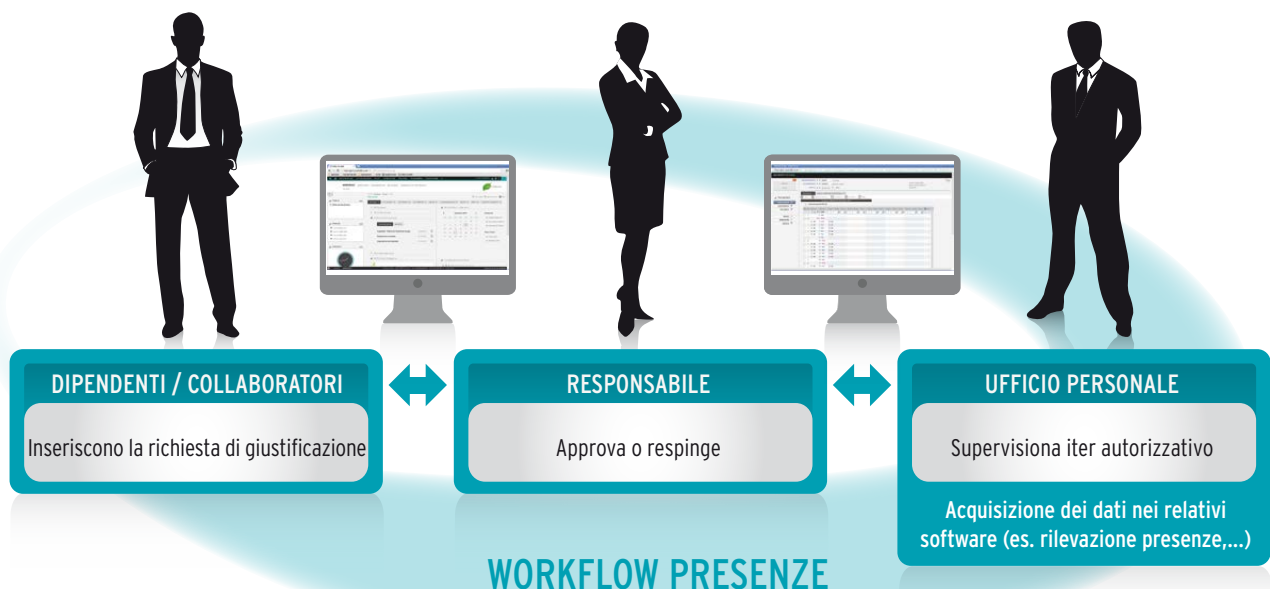 DIPENDENTI / COLLABORATORI
Inseriscono la richiesta di giustificazione
RESPONSABILE
Approva o respinge
UFFICIO PERSONALE
Supervisiona iter autorizzativo
Acquisizione dei dati nei relativi
software (es. rilevazione presenze,...)
WORKFLOW PRESENZE